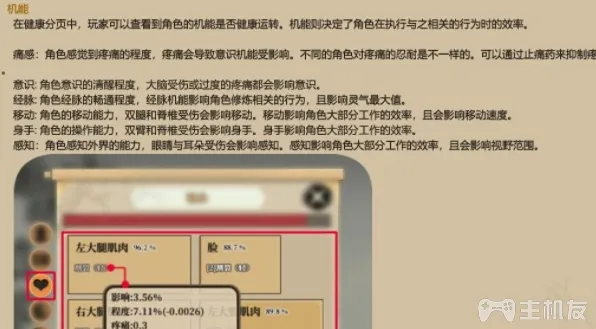 机能
在健康分页中，玩家可以查看到角色的机能是否健康运转。机能则决定了角色在执行与之相关的行为时的效率。
痛感：角色感觉到疼痛的程度，疼痛会导致意识机能受影响。不同的角色对疼痛的忍耐是不一样的。可以通过止痛药来抑制疼
。
意识：角色意识的清醒程度，大脑受伤或过度的疼痛都会影响意识。
经脉：角色经脉的畅通程度，经脉机能影响角色修炼相关的行为，且影响灵气最大值。
移动：角色的移动能力，双腿和脊椎受伤会影响移动。移动影响角色大部分工作的效率，且会影响移动速度。
身手：角色的操作能力，双臂和脊椎受伤会影响身手。身手影响角色大部分工作的效率。
感知：角色感知外界的能力，眼睛与耳朵受伤会影响感知。感知影响角色大部分工作的效率，且会影响视野范围。
左大腿肌肉 96.2%
脸 88.7%
影响:3.56%
程度:7.11%(-0.0026)
疼痛:0.3
右大腿
肌肉 89.8%
主机友